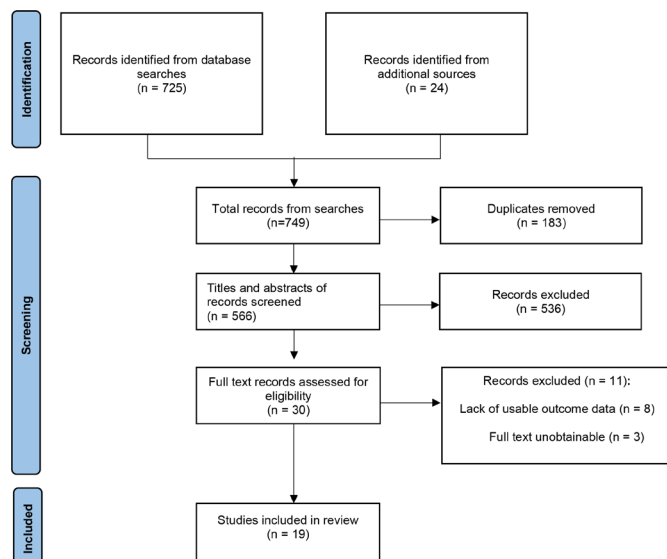 Identification
Records identified from database
searches
(n = 725)
Records identified from
additional sources
(n = 24)
Screening
Total records from searches
(n=749)
Duplicates removed
(n = 183)
Titles and abstracts of
records screened
(n = 566)
Records excluded
(n = 536)
Full text records assessed for
eligibility
(n = 30)
Records excluded (n = 11):
Lack of usable outcome data (n = 8)
Full text unobtainable (n = 3)
Included
Studies included in review
(n = 19)